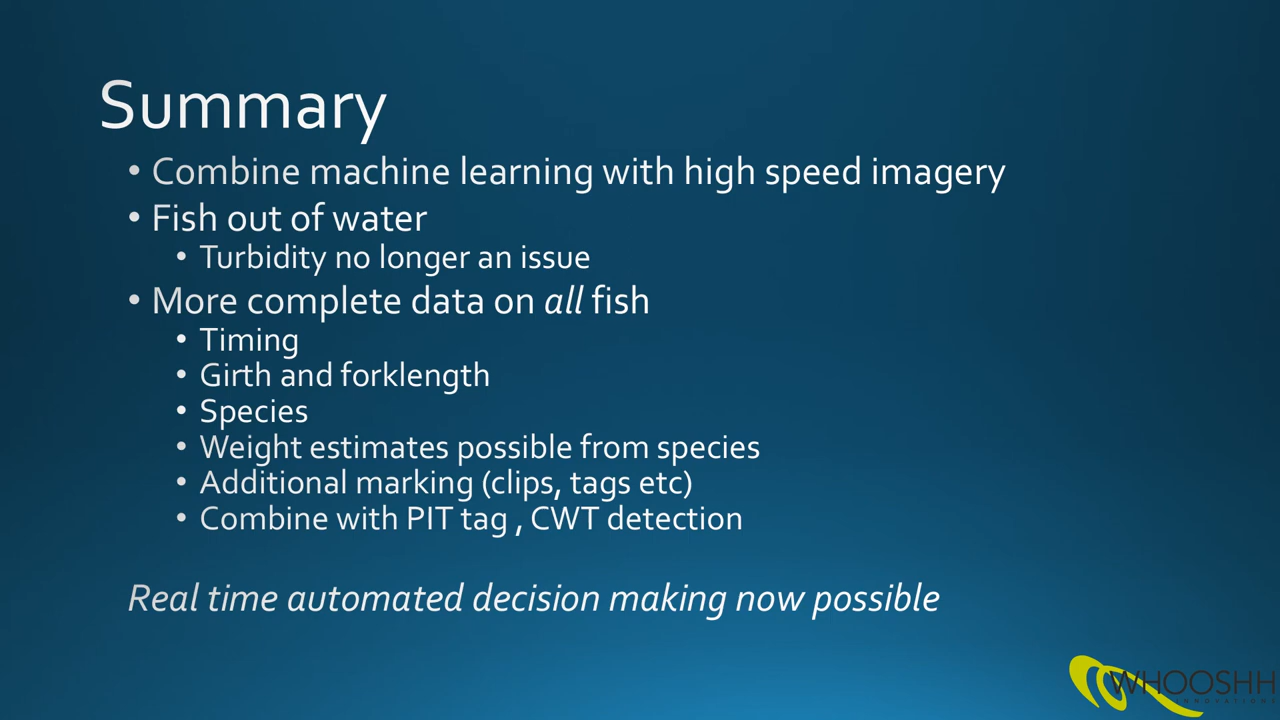 Summary
• Combine machine learning with high speed imagery
• Fish out of water
• Turbidity no longer an issue
• More complete data on all fish
• Timing
• Girth and forklength
• Species
• Weight estimates possible from species
• Additional marking (clips, tags etc)
• Combine with PIT tag , CWT detection
Real time automated decision making now possible
WHOOSHH
INNOVATIONS